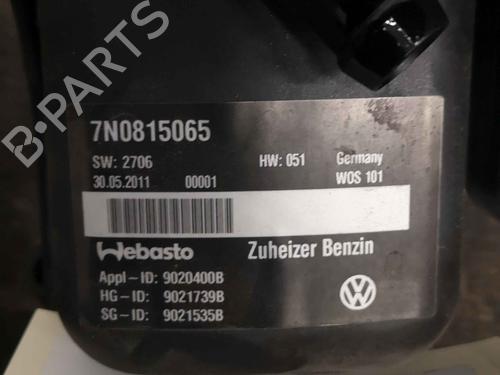 7N0815065
SW: 2706 HW: 051 Germany
30.05.2011 00001 WOS 101
Webasto Zuheizer Benzin
Appl-ID: 9020400B
HG-ID: 9021739B
SG-ID: 9021535B
B-PARTS